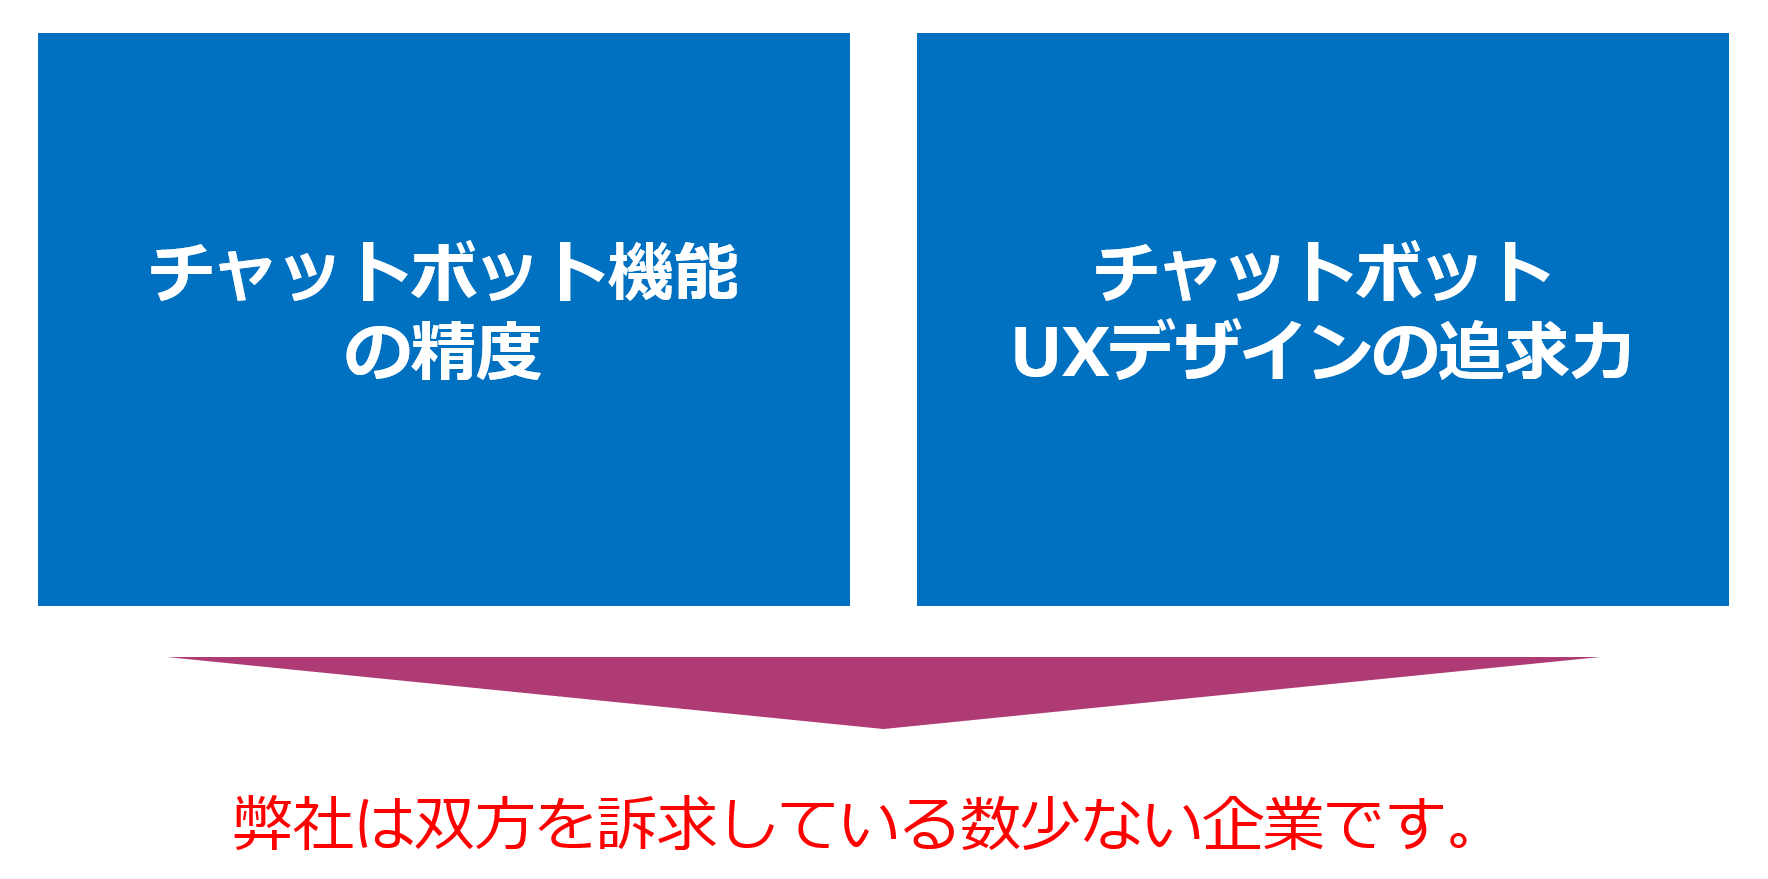 チャットボット機能
の精度
チャットボット
UXデザインの追求力
弊社は双方を訴求している数少ない企業です。